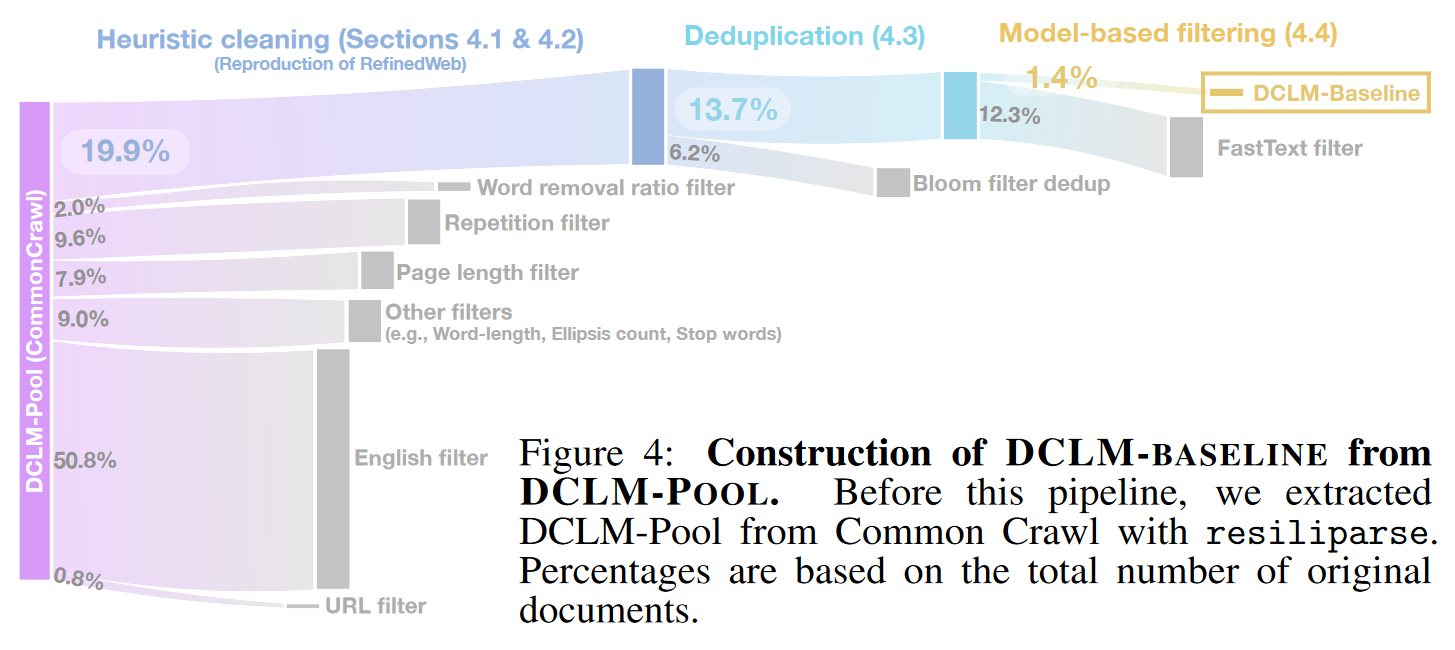 Heuristic cleaning (Sections 4.1 & 4.2)
(Reproduction of RefinedWeb)
Deduplication (4.3)
Model-based filtering (4.4)
DCLM-Pool (CommonCrawl)
19.9%
13.7%
1.4%
DCLM-Baseline
12.3%
FastText filter
6.2%
Bloom filter dedup
2.0%
Word removal ratio filter
9.6%
Repetition filter
7.9%
Page length filter
9.0%
Other filters
(e.g., Word-length, Ellipsis count, Stop words)
50.8%
English filter
0.8%
URL filter
Figure 4: Construction of DCLM-BASELINE from
DCLM-POOL. Before this pipeline, we extracted
DCLM-Pool from Common Crawl with resiliparse.
Percentages are based on the total number of original
documents.